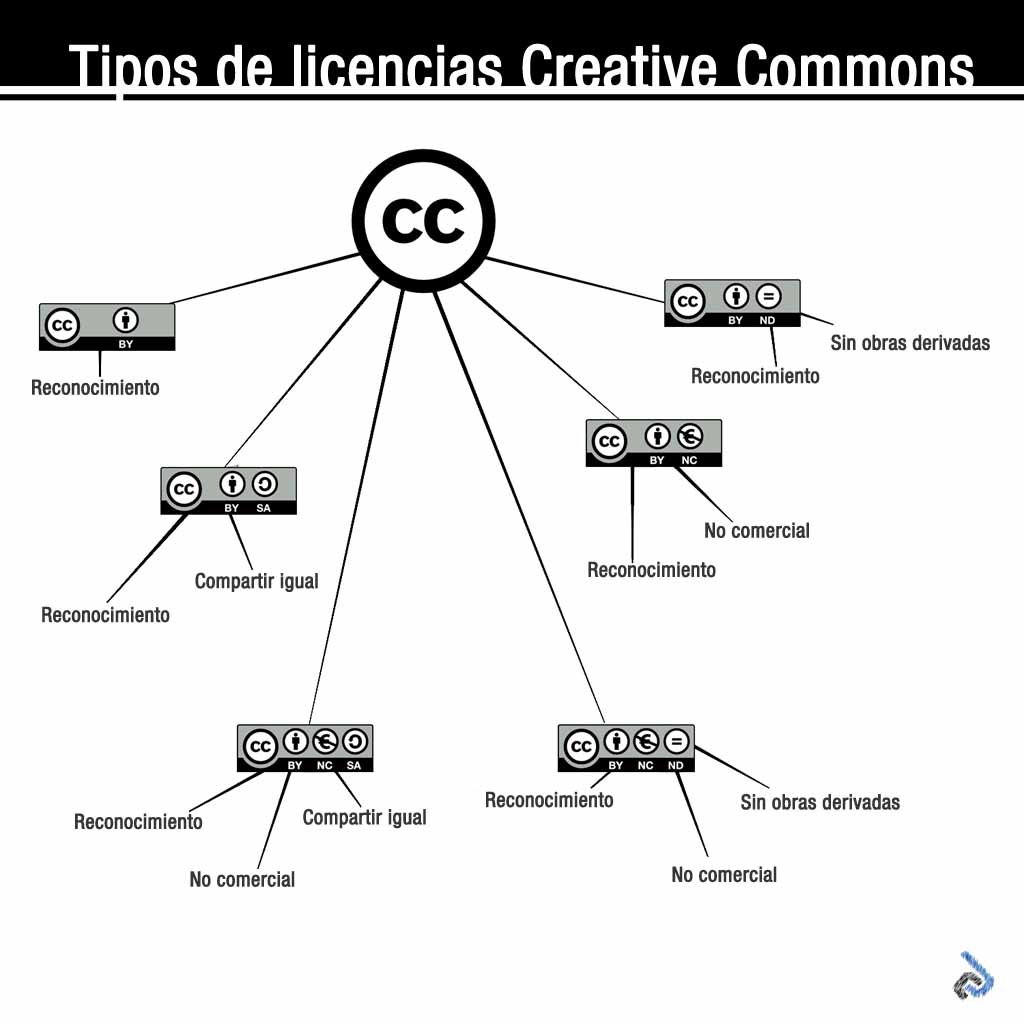 Tipos de licencias Creative Commons
cc
cc
BY
Reconocimiento
cc
BY ND
Sin obras derivadas
Reconocimiento
cc
BY NC
No comercial
Reconocimiento
cc
BY SA
Compartir igual
Reconocimiento
cc
BY NC SA
Reconocimiento
Compartir igual
No comercial
cc
BY NC ND
Reconocimiento
Sin obras derivadas
No comercial